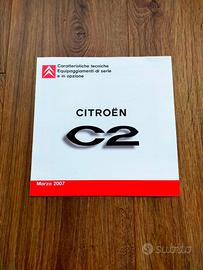 Caratteristiche tecniche
Equipaggiamenti di serie
e in opzione
CITROËN
C2
Marzo 2007
subito